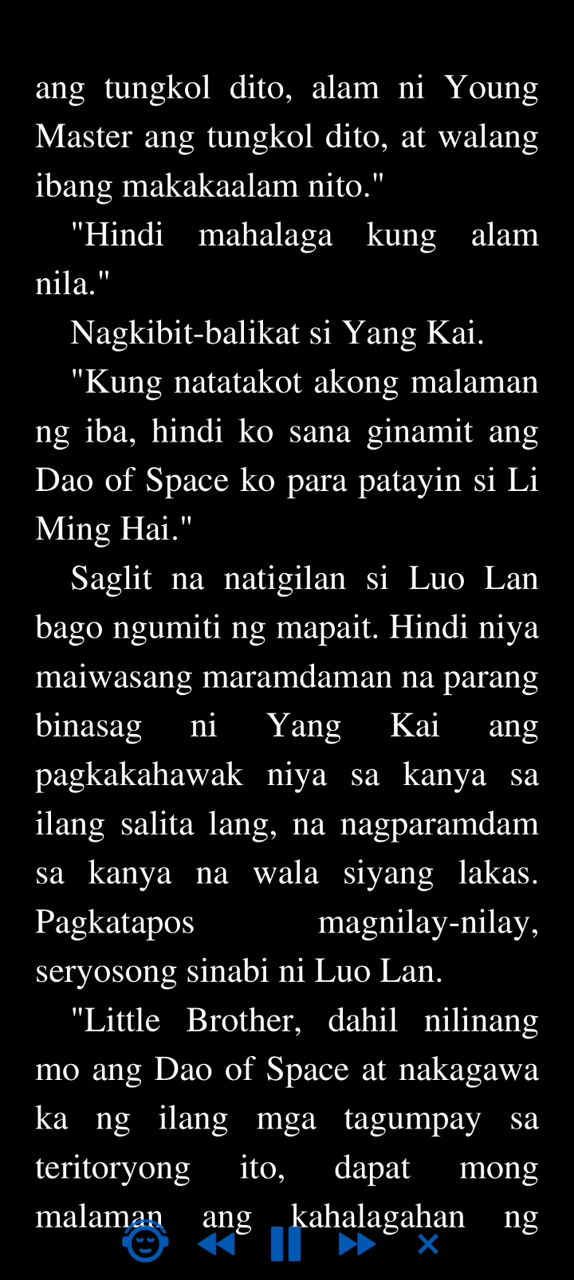 ang tungkol dito, alam ni Young
Master ang tungkol dito, at walang
ibang makakaalam nito."
"Hindi mahalaga kung alam
nila."
Nagkibit-balikat si Yang Kai.
"Kung natatakot akong malaman
ng iba, hindi ko sana ginamit ang
Dao of Space ko para patayin si Li
Ming Hai."
Saglit na natigilan si Luo Lan
bago ngumiti ng mapait. Hindi niya
maiwasang maramdaman na parang
binasag ni Yang Kai ang
pagkakahawak niya sa kanya sa
ilang salita lang, na nagparamdam
sa kanya na wala siyang lakas.
Pagkatapos magnilay-nilay,
seryosong sinabi ni Luo Lan.
"Little Brother, dahil nilinang
mo ang Dao of Space at nakagawa
ka ng ilang mga tagumpay sa
teritoryong ito, dapat mong
malaman ang kahalagahan ng